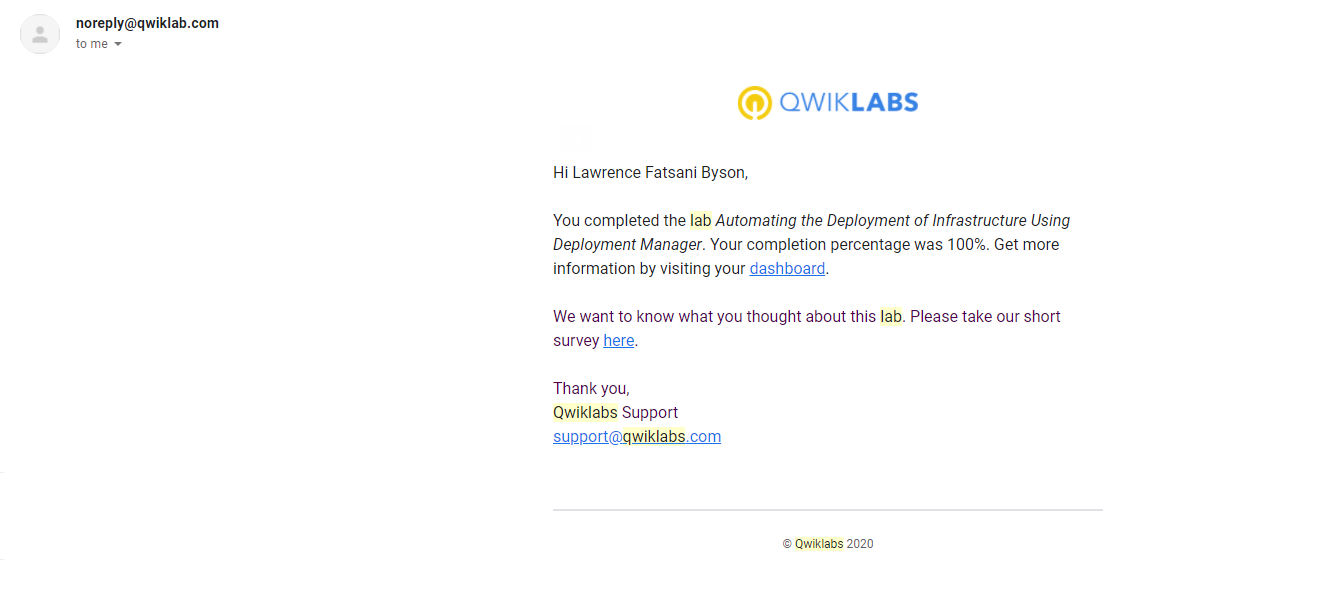 noreply@qwiklab.com
to me
QWIKLABS
Hi Lawrence Fatsani Byson,
You completed the lab Automating the Deployment of Infrastructure Using
Deployment Manager. Your completion percentage was 100%. Get more
information by visiting your dashboard.
We want to know what you thought about this lab. Please take our short
survey here.
Thank you,
Qwiklabs Support
support@qwiklabs.com
© Qwiklabs 2020